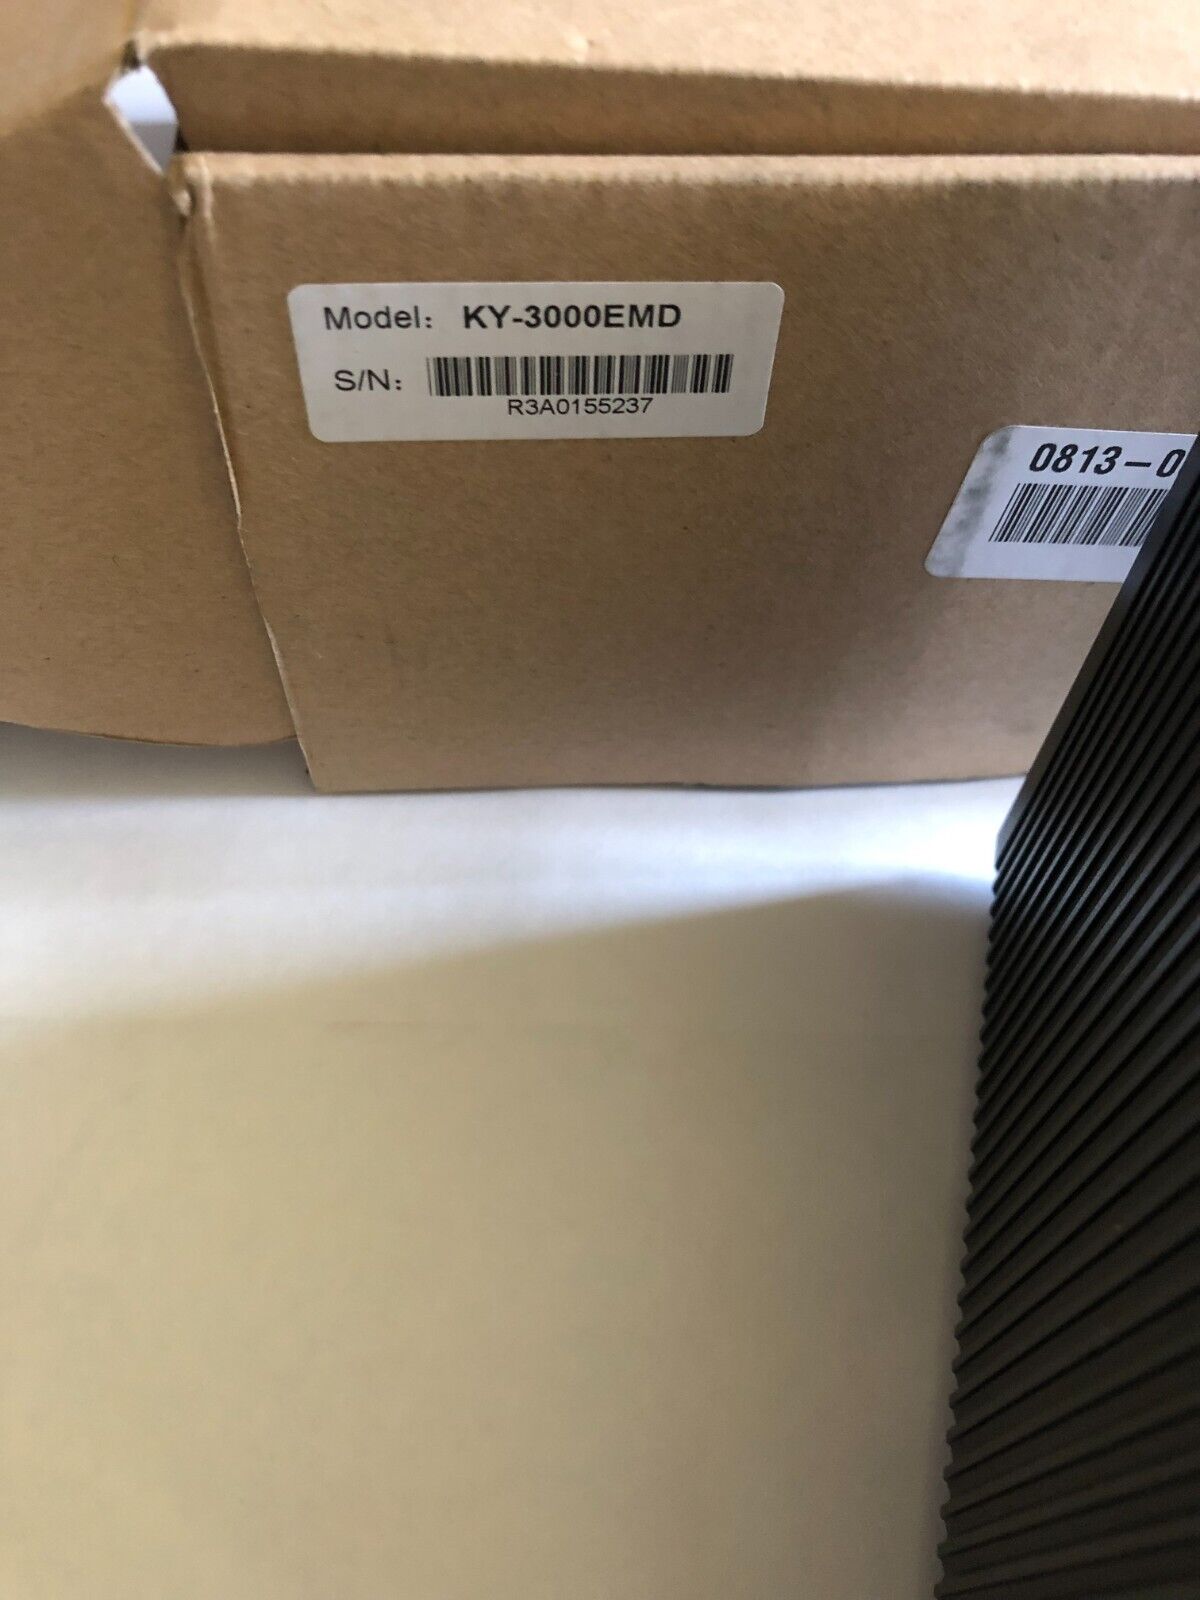 Model: KY-3000EMD
S/N:
R3A0155237
0813-0